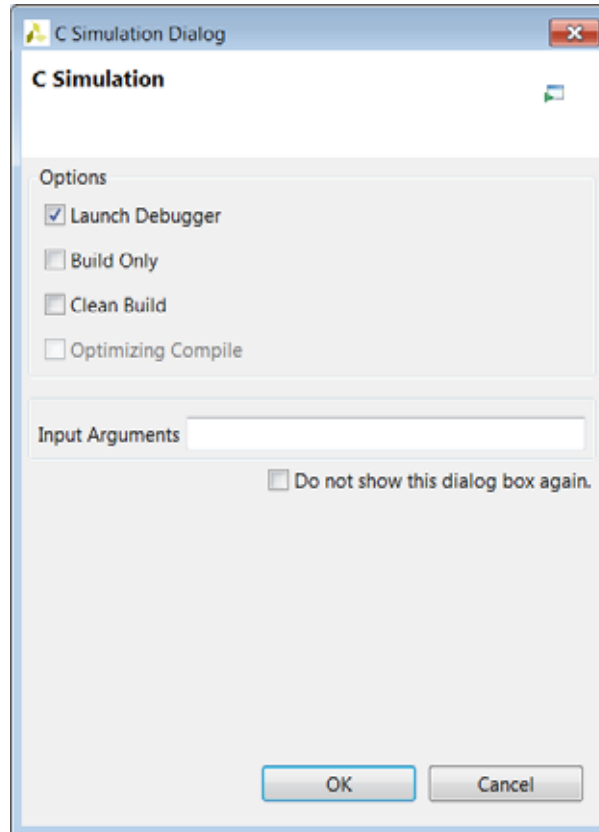 C Simulation Dialog
C Simulation
Options
Launch Debugger
Build Only
Clean Build
Optimizing Compile
Input Arguments
Do not show this dialog box again.
OK Cancel